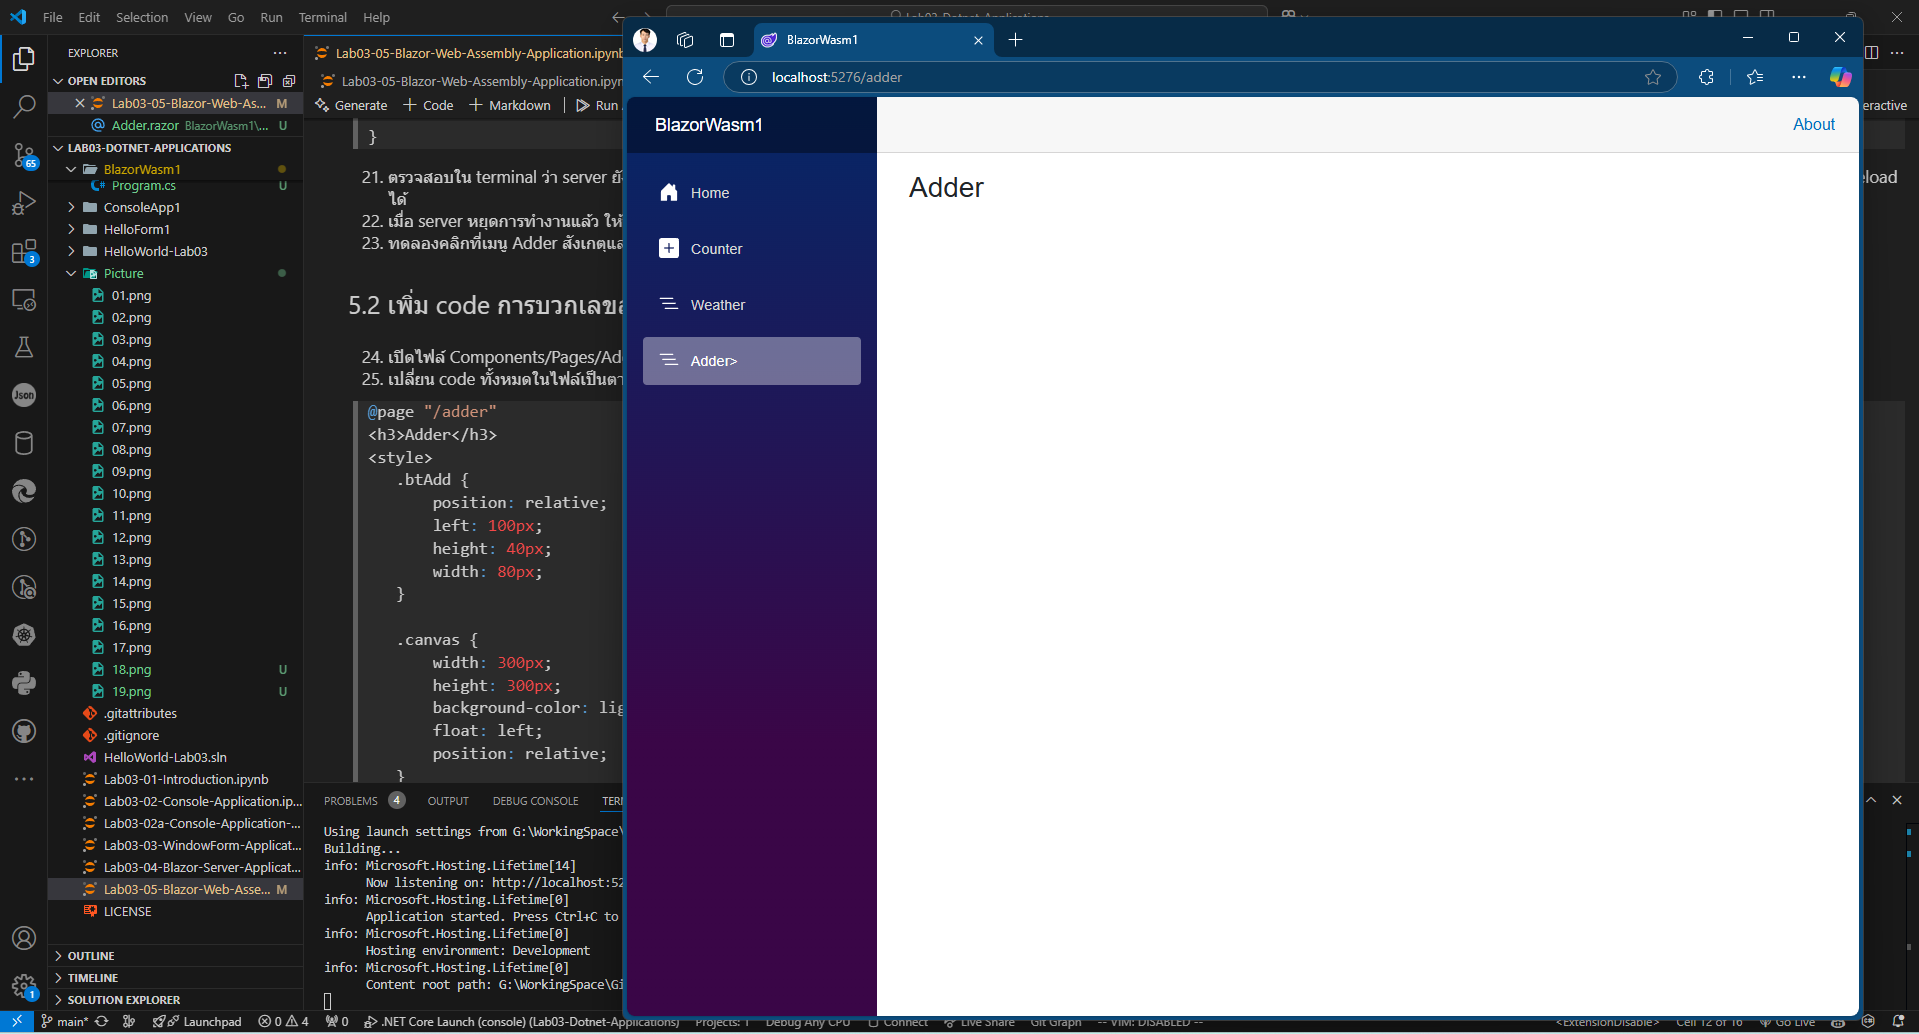 File Edit Selection View Go Run Terminal Help
EXPLORER
OPEN EDITORS
Lab03-05-Blazor-Web-As... M
Adder.razor BlazorWasm1\... U
LAB03-DOTNET-APPLICATIONS
BlazorWasm1
Program.cs U
ConsoleApp1
HelloForm1
HelloWorld-Lab03
Picture
01.png
02.png
03.png
04.png
05.png
06.png
07.png
08.png
09.png
10.png
11.png
12.png
13.png
14.png
15.png
16.png
17.png
18.png U
19.png U
.gitattributes
.gitignore
HelloWorld-Lab03.sln
Lab03-01-Introduction.ipynb
Lab03-02-Console-Application.ip...
Lab03-02a-Console-Application-...
Lab03-03-WindowForm-Applicat...
Lab03-04-Blazor-Server-Applicat...
Lab03-05-Blazor-Web-Asse... M
LICENSE
OUTLINE
TIMELINE
SOLUTION EXPLORER
65
3
Json
1
Lab03-05-Blazor-Web-Assembly-Application.ipynb
Lab03-05-Blazor-Web-Assembly-Application.ipyn
Generate + Code + Markdown Run
}
21. ตรวจสอบใน terminal ว่า server ยั
ได้
22. เมื่อ server หยุดการทำงานแล้ว ให้
23. ทดลองคลิกที่เมนู Adder สังเกตุแล
5.2 เพิ่ม code การบวกเลข
24. เปิดไฟล์ Components/Pages/Ad
25. เปลี่ยน code ทั้งหมดในไฟล์เป็นตา
@page "/adder"
<h3>Adder</h3>
<style>
.btAdd {
position: relative;
left: 100px;
height: 40px;
width: 80px;
}
.canvas {
width: 300px;
height: 300px;
background-color: lig
float: left;
position: relative;
}
PROBLEMS 4 OUTPUT DEBUG CONSOLE TER
Using launch settings from G:\WorkingSpace\
Building...
info: Microsoft.Hosting.Lifetime[14]
Now listening on: http://localhost:52
info: Microsoft.Hosting.Lifetime[0]
Application started. Press Ctrl+C to
info: Microsoft.Hosting.Lifetime[0]
Hosting environment: Development
info: Microsoft.Hosting.Lifetime[0]
Content root path: G:\WorkingSpace\Gi
BlazorWasm1
localhost:5276/adder
BlazorWasm1
About
Home
Counter
Weather
Adder>
Adder
eractive
eload
main* Launchpad 0 4 0 .NET Core Launch (console) (Lab03-Dotnet-Applications) Projects: 1 Debug Any CPU Connect Live Share Git Graph -- VIM: DISABLED -- <ExtensionDisable> Cell 12 of 16 Go Live